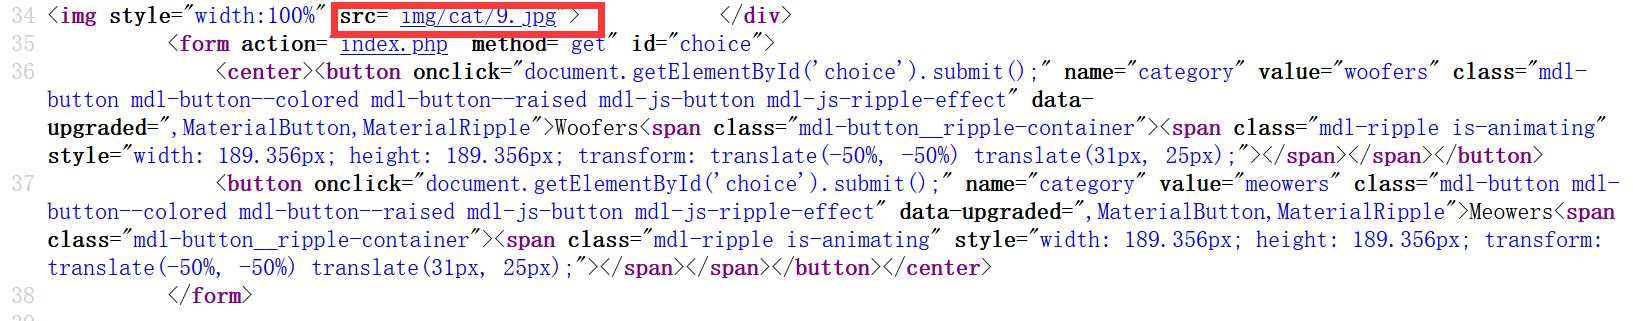 34 <img style="width:100%" src="img/cat/9.jpg">          </div>
35          <form action="index.php" method="get" id="choice">
36              <center><button onclick="document.getElementById('choice').submit();" name="category" value="woofers" class="mdl-
button mdl-button--colored mdl-button--raised mdl-js-button mdl-js-ripple-effect" data-
upgraded=",MaterialButton,MaterialRipple">Woofers<span class="mdl-button__ripple-container"><span class="mdl-ripple is-animating"
style="width: 189.356px; height: 189.356px; transform: translate(-50%, -50%) translate(31px, 25px);"></span></span></button>
37              <button onclick="document.getElementById('choice').submit();" name="category" value="meowers" class="mdl-button mdl-
button--colored mdl-button--raised mdl-js-button mdl-js-ripple-effect" data-upgraded=",MaterialButton,MaterialRipple">Meowers<span
class="mdl-button__ripple-container"><span class="mdl-ripple is-animating" style="width: 189.356px; height: 189.356px; transform:
translate(-50%, -50%) translate(31px, 25px);"></span></span></button></center>
38          </form>